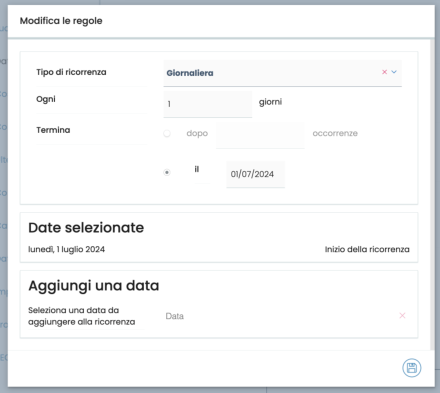 Modifica le regole
Tipo di ricorrenza
Giornaliera
Ogni
1
giorni
Termina
dopo
occorrenze
il
01/07/2024
Date selezionate
lunedì, 1 luglio 2024
Inizio della ricorrenza
Aggiungi una data
Seleziona una data da
aggiungere alla ricorrenza
Data